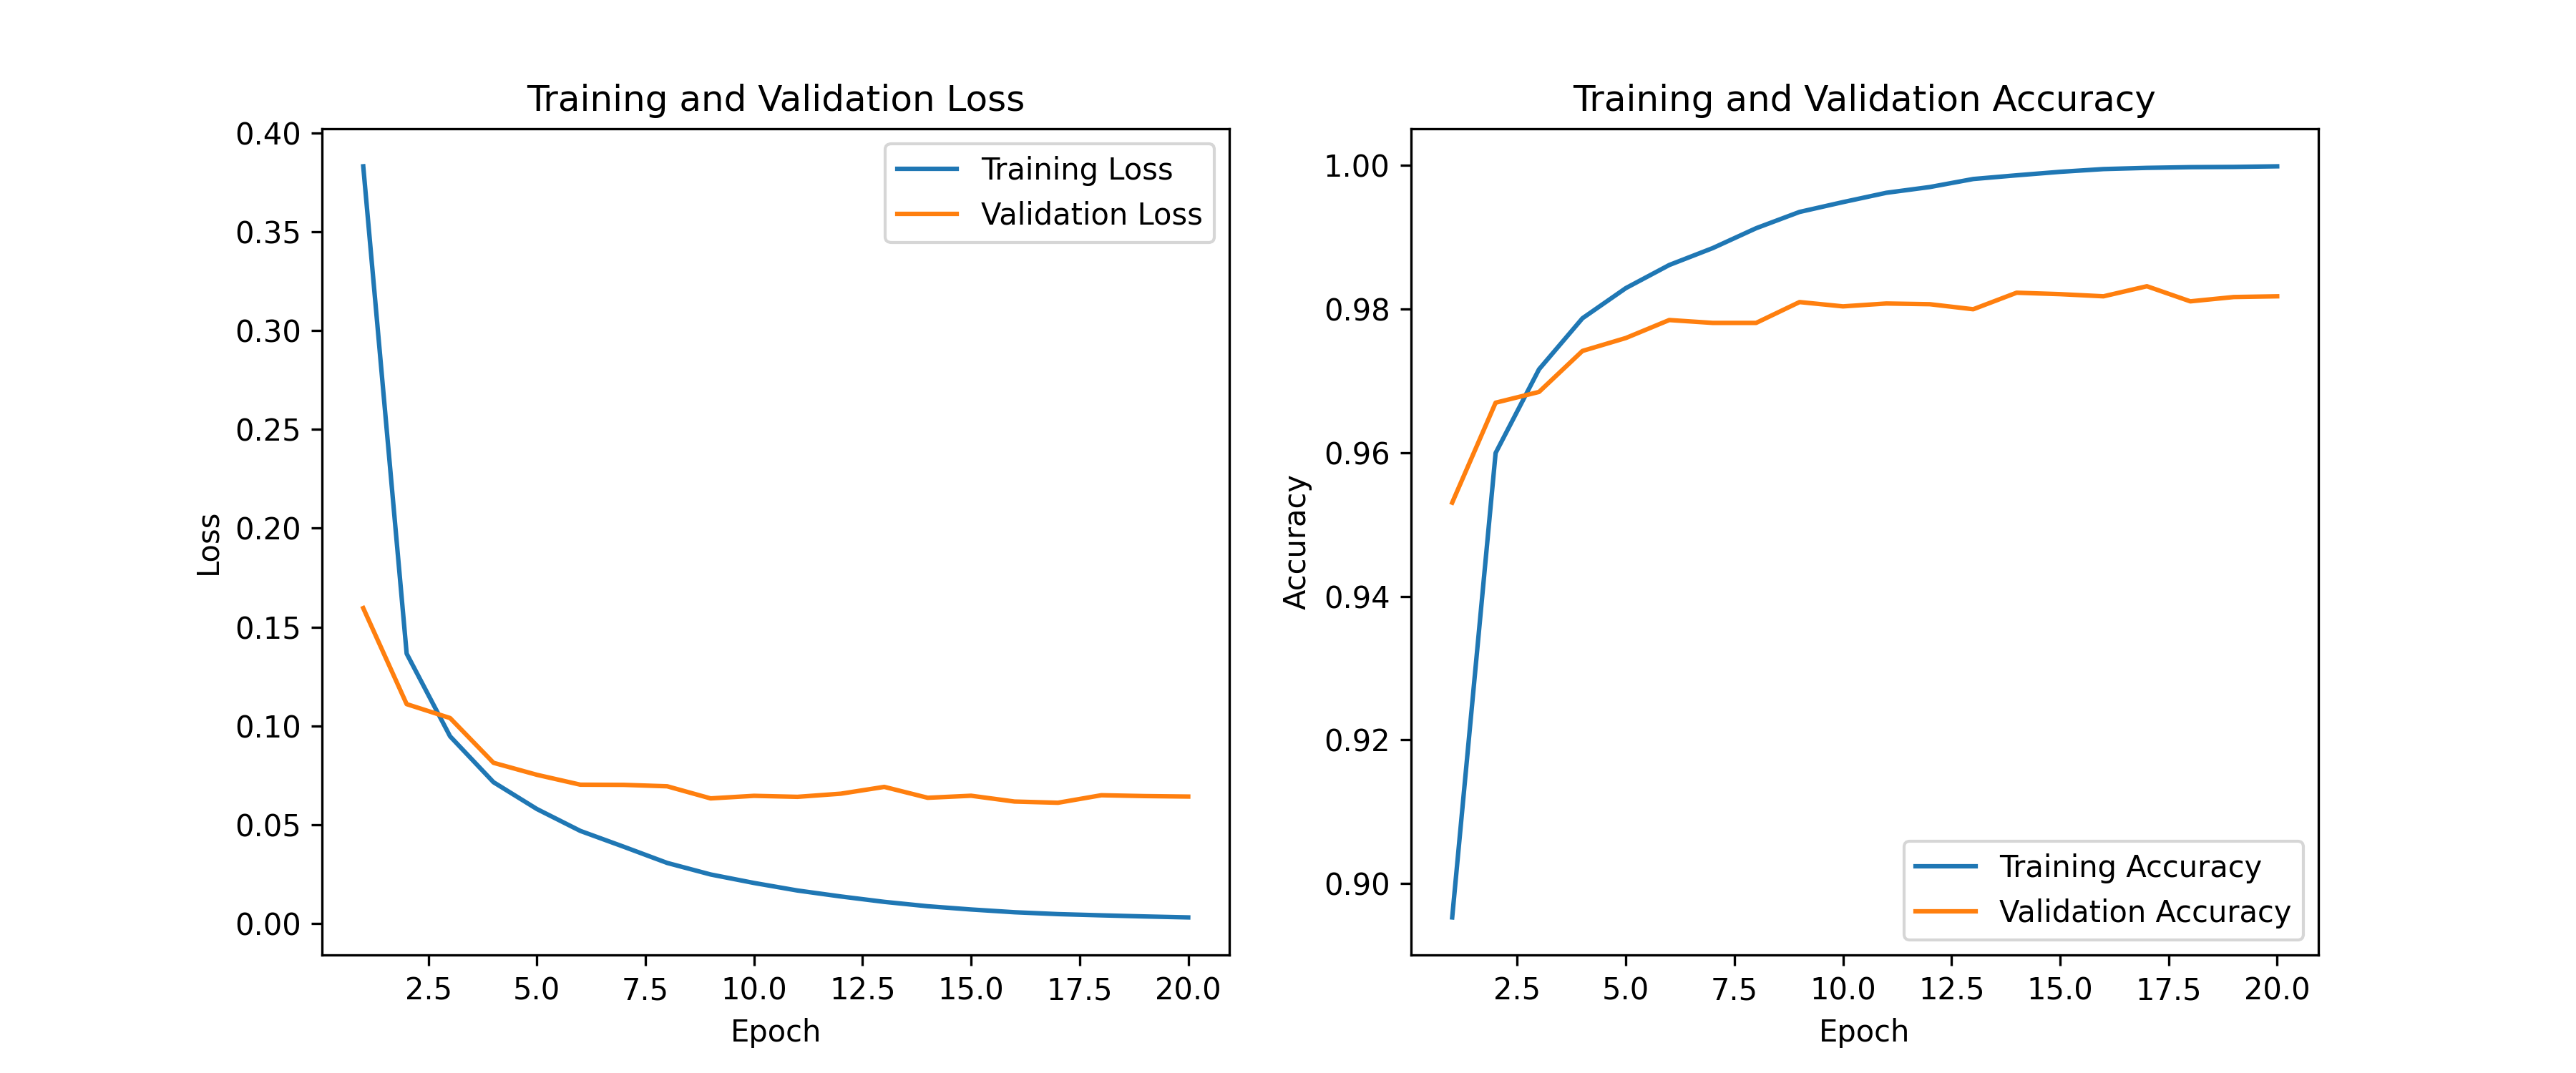 Training and Validation Loss
0.40
0.35
0.30
0.25
0.20
0.15
0.10
0.05
0.00
Loss
Training Loss
Validation Loss
2.5 5.0 7.5 10.0 12.5 15.0 17.5 20.0
Epoch
Training and Validation Accuracy
1.00
0.98
0.96
0.94
0.92
0.90
Accuracy
Training Accuracy
Validation Accuracy
2.5 5.0 7.5 10.0 12.5 15.0 17.5 20.0
Epoch